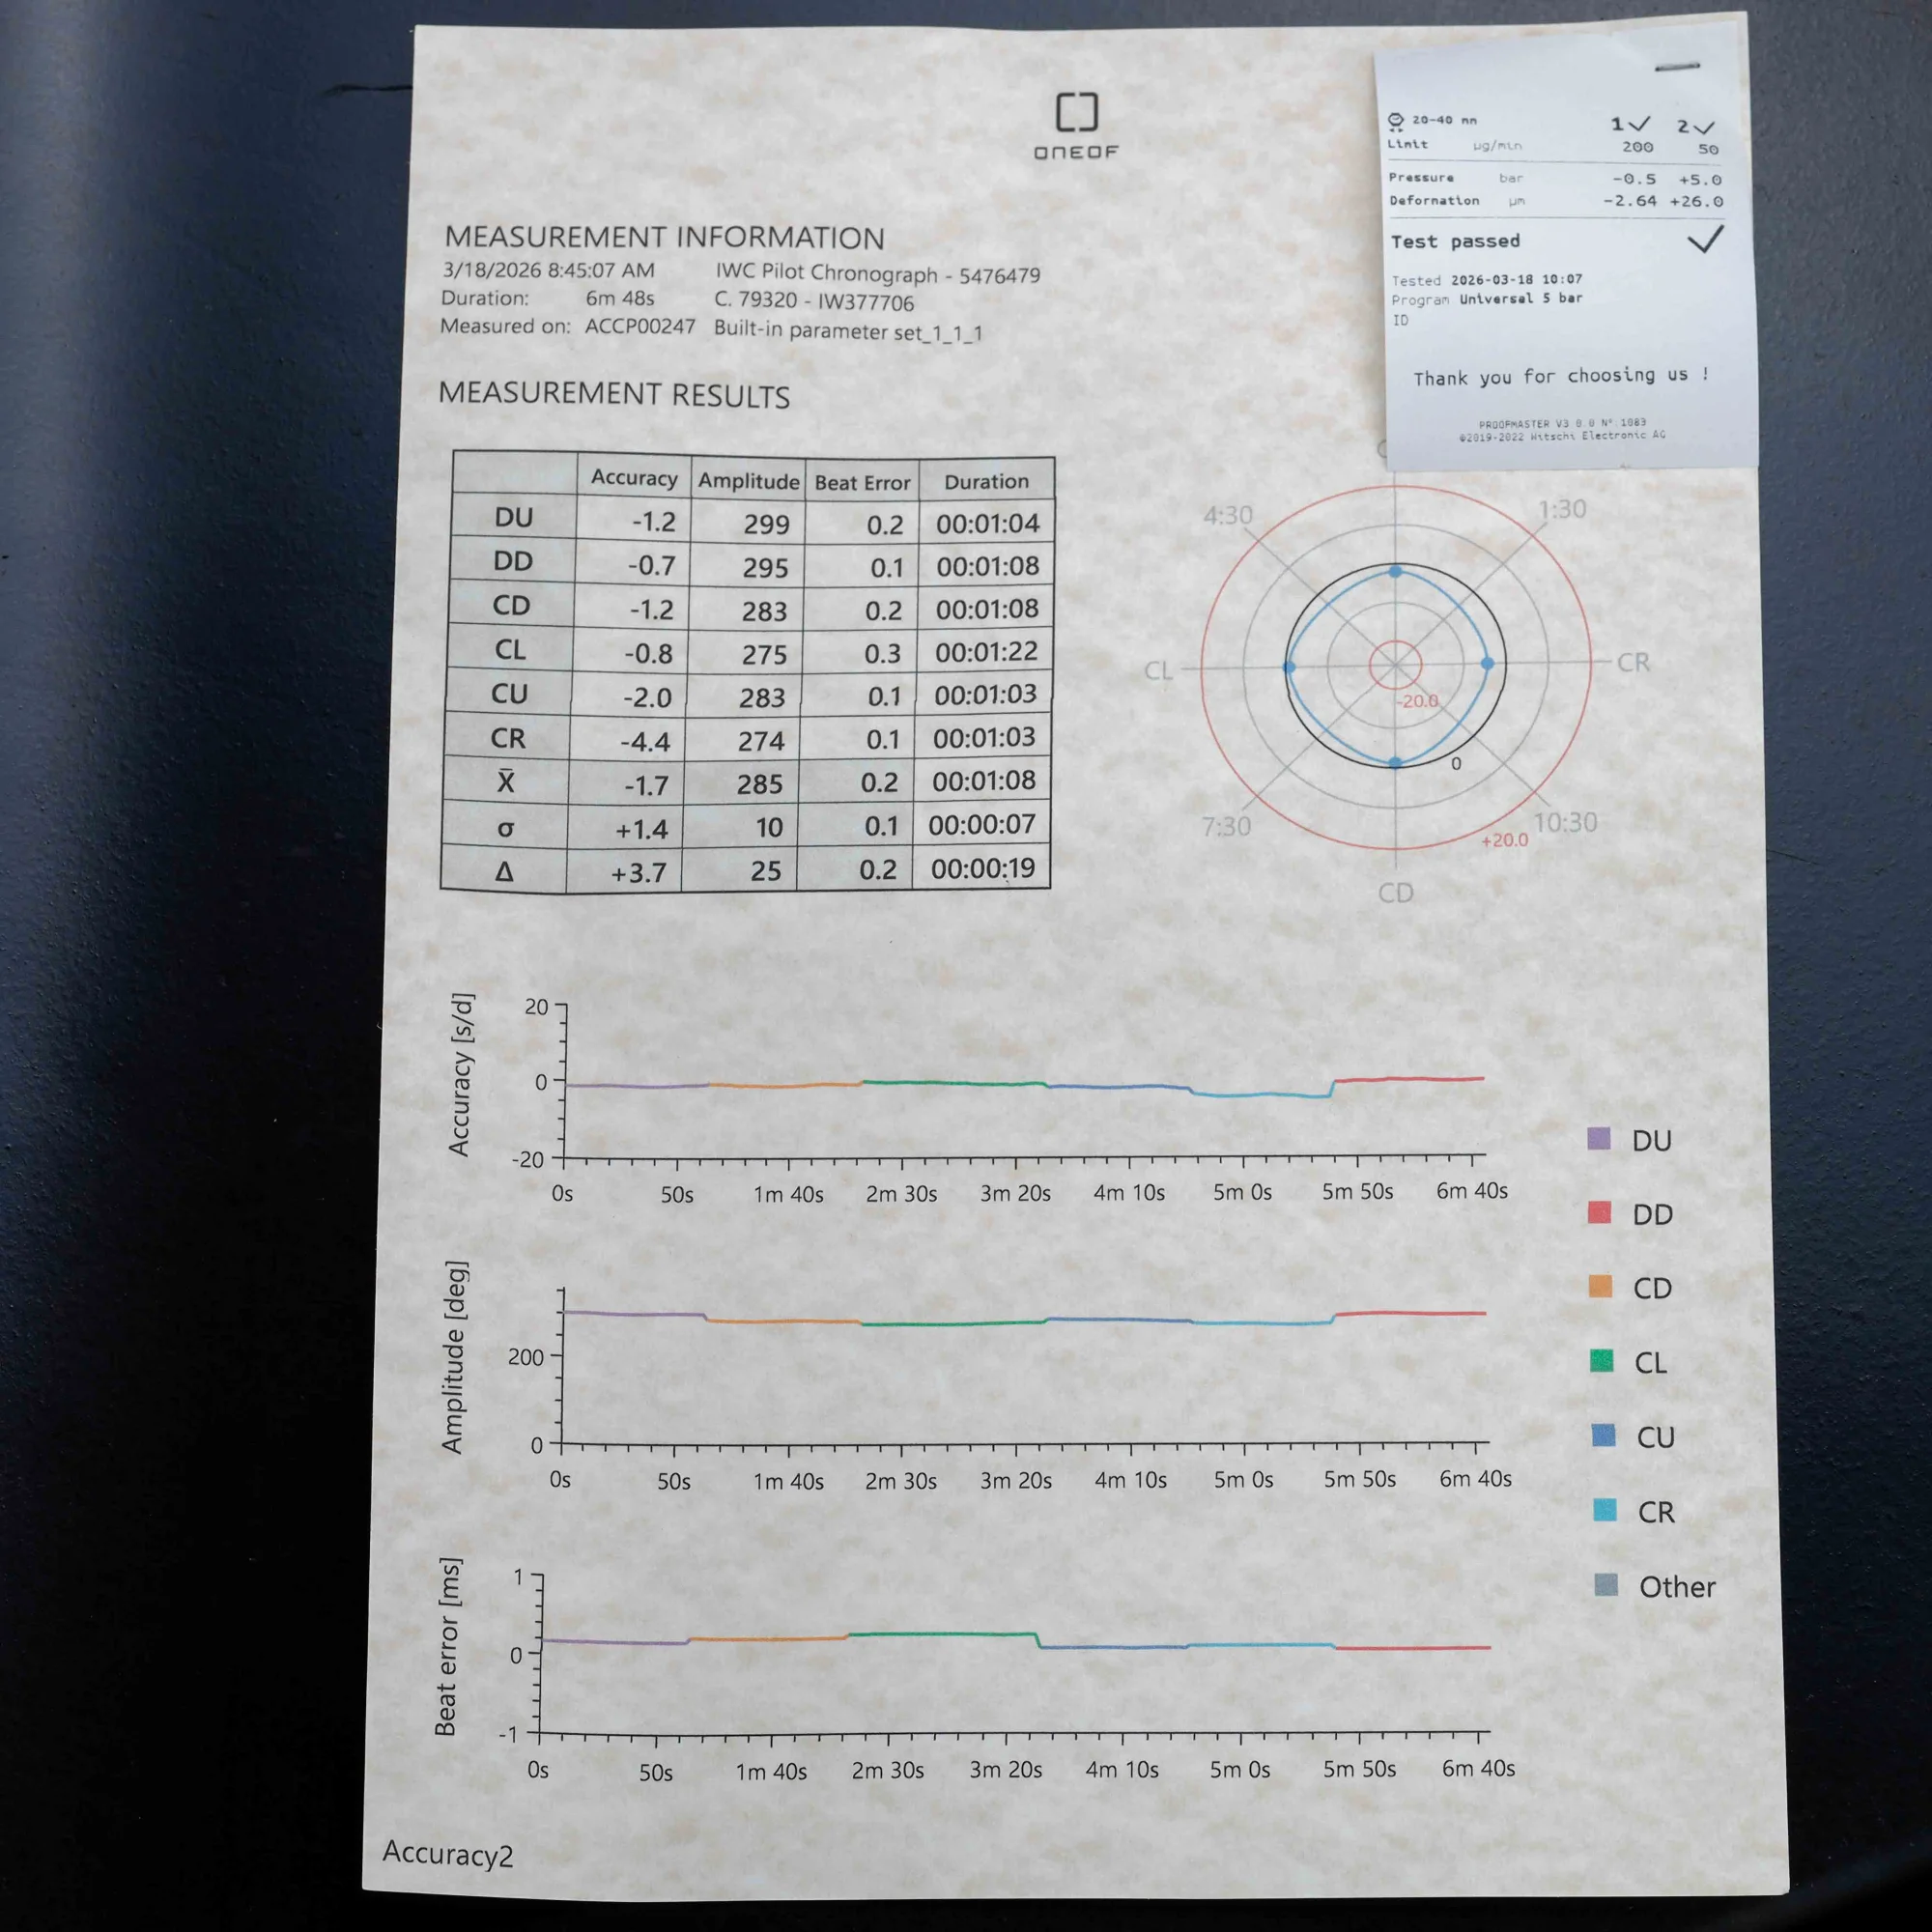 ONEOF
20-40 mm 1✓ 2✓
Limit µg/min 200 50
Pressure bar -0.5 +5.0
Deformation µm -2.64 +26.0
Test passed ✓
Tested 2026-03-18 10:07
Program Universal 5 bar
ID
Thank you for choosing us !
PROOFMASTER V3 0.0 N° 1083
©2019-2022 Witschi Electronic AG
MEASUREMENT INFORMATION
3/18/2026 8:45:07 AM IWC Pilot Chronograph - 5476479
Duration: 6m 48s C. 79320 - IW377706
Measured on: ACCP00247 Built-in parameter set_1_1_1
MEASUREMENT RESULTS
Accuracy Amplitude Beat Error Duration
DU -1.2 299 0.2 00:01:04
DD -0.7 295 0.1 00:01:08
CD -1.2 283 0.2 00:01:08
CL -0.8 275 0.3 00:01:22
CU -2.0 283 0.1 00:01:03
CR -4.4 274 0.1 00:01:03
X̄ -1.7 285 0.2 00:01:08
σ +1.4 10 0.1 00:00:07
Δ +3.7 25 0.2 00:00:19
4:30 1:30
CL CR
-20.0
0
7:30 10:30
+20.0
CD
Accuracy [s/d]
20
0
-20
0s 50s 1m 40s 2m 30s 3m 20s 4m 10s 5m 0s 5m 50s 6m 40s
Amplitude [deg]
200
0
0s 50s 1m 40s 2m 30s 3m 20s 4m 10s 5m 0s 5m 50s 6m 40s
Beat error [ms]
1
0
-1
0s 50s 1m 40s 2m 30s 3m 20s 4m 10s 5m 0s 5m 50s 6m 40s
DU
DD
CD
CL
CU
CR
Other
Accuracy2